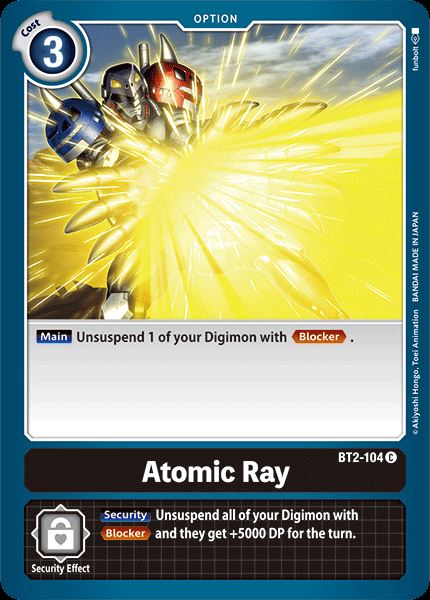 OPTION
Cost
3
funbolt
© Akiyoshi Hongo, Toei Animation BANDAI MADE IN JAPAN
Main Unsuspend 1 of your Digimon with Blocker .
BT2-104 C
Atomic Ray
Security Unsuspend all of your Digimon with
Blocker and they get +5000 DP for the turn.
Security Effect